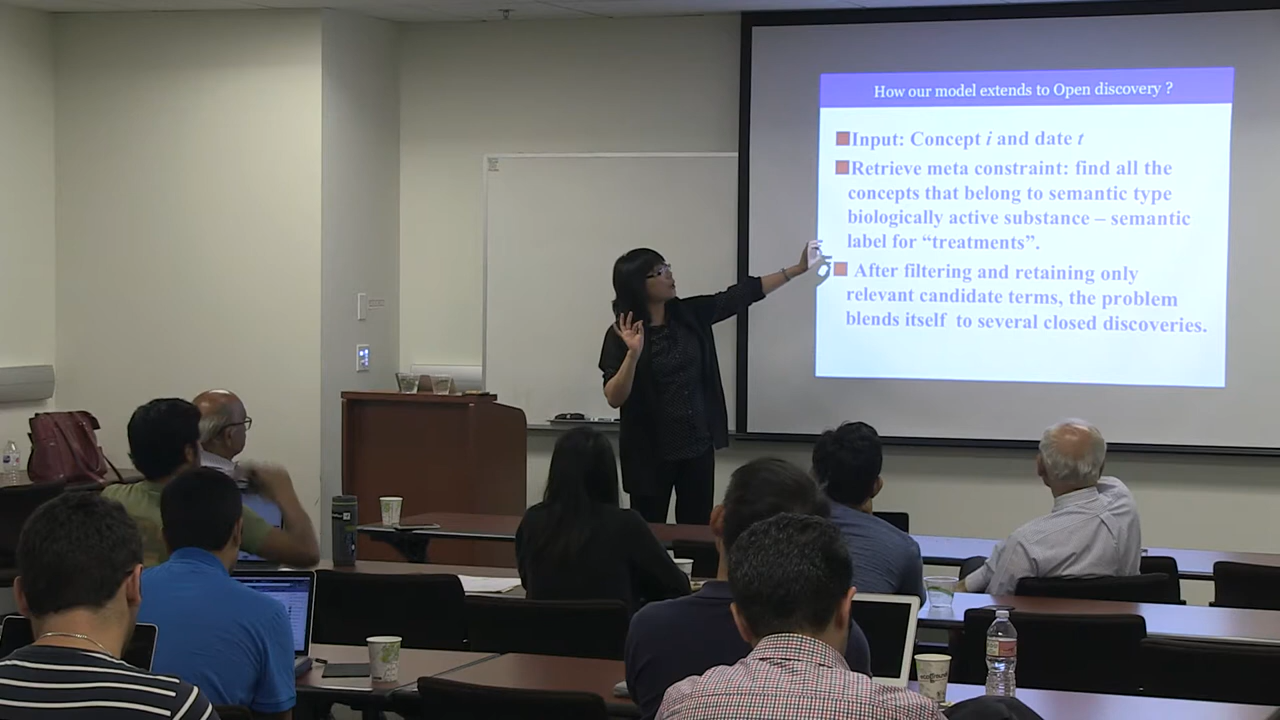 How our model extends to Open discovery ?
Input: Concept i and date t
Retrieve meta constraint: find all the
concepts that belong to semantic type
biologically active substance – semantic
label for “treatments”.
After filtering and retaining only
relevant candidate terms, the problem
blends itself to several closed discoveries.